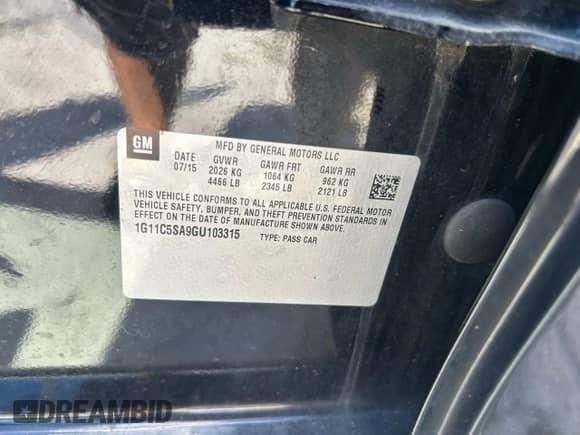 GM
MFD BY GENERAL MOTORS LLC
DATE GVWR GAWR FRT GAWR RR
07/15 2026 KG 1064 KG 962 KG
4466 LB 2345 LB 2121 LB
THIS VEHICLE CONFORMS TO ALL APPLICABLE U.S. FEDERAL MOTOR
VEHICLE SAFETY, BUMPER, AND THEFT PREVENTION STANDARDS IN
EFFECT ON THE DATE OF MANUFACTURE SHOWN ABOVE.
1G11C5SA9GU103315 TYPE: PASS CAR
DREAMBID